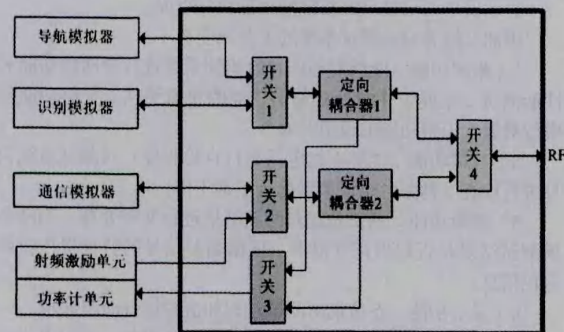 导航模拟器
识别模拟器
通信模拟器
射频激励单元
功率计单元
开关1
定向耦合器1
开关2
定向耦合器2
开关3
开关4
RF